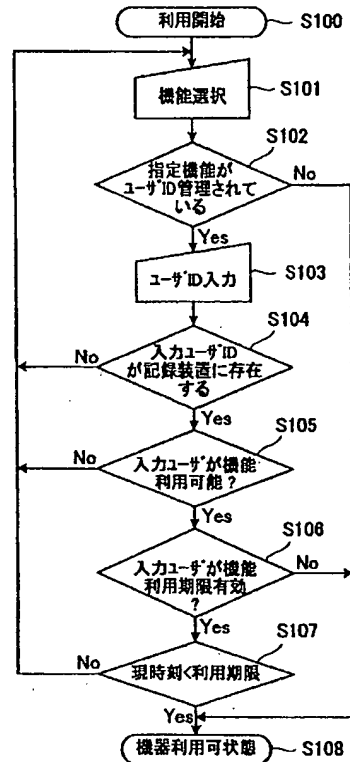 利用開始
S100
機能選択
S101
S102
指定機能が
ユーザID管理されて
いる
No
Yes
ユーザID入力
S103
S104
入力ユーザID
が記録装置に存在
する
No
Yes
S105
入力ユーザが機能
利用可能?
No
Yes
S106
入力ユーザが機能
利用期限有効
?
No
Yes
S107
現時刻<利用期限
No
Yes
機器利用可状態
S108